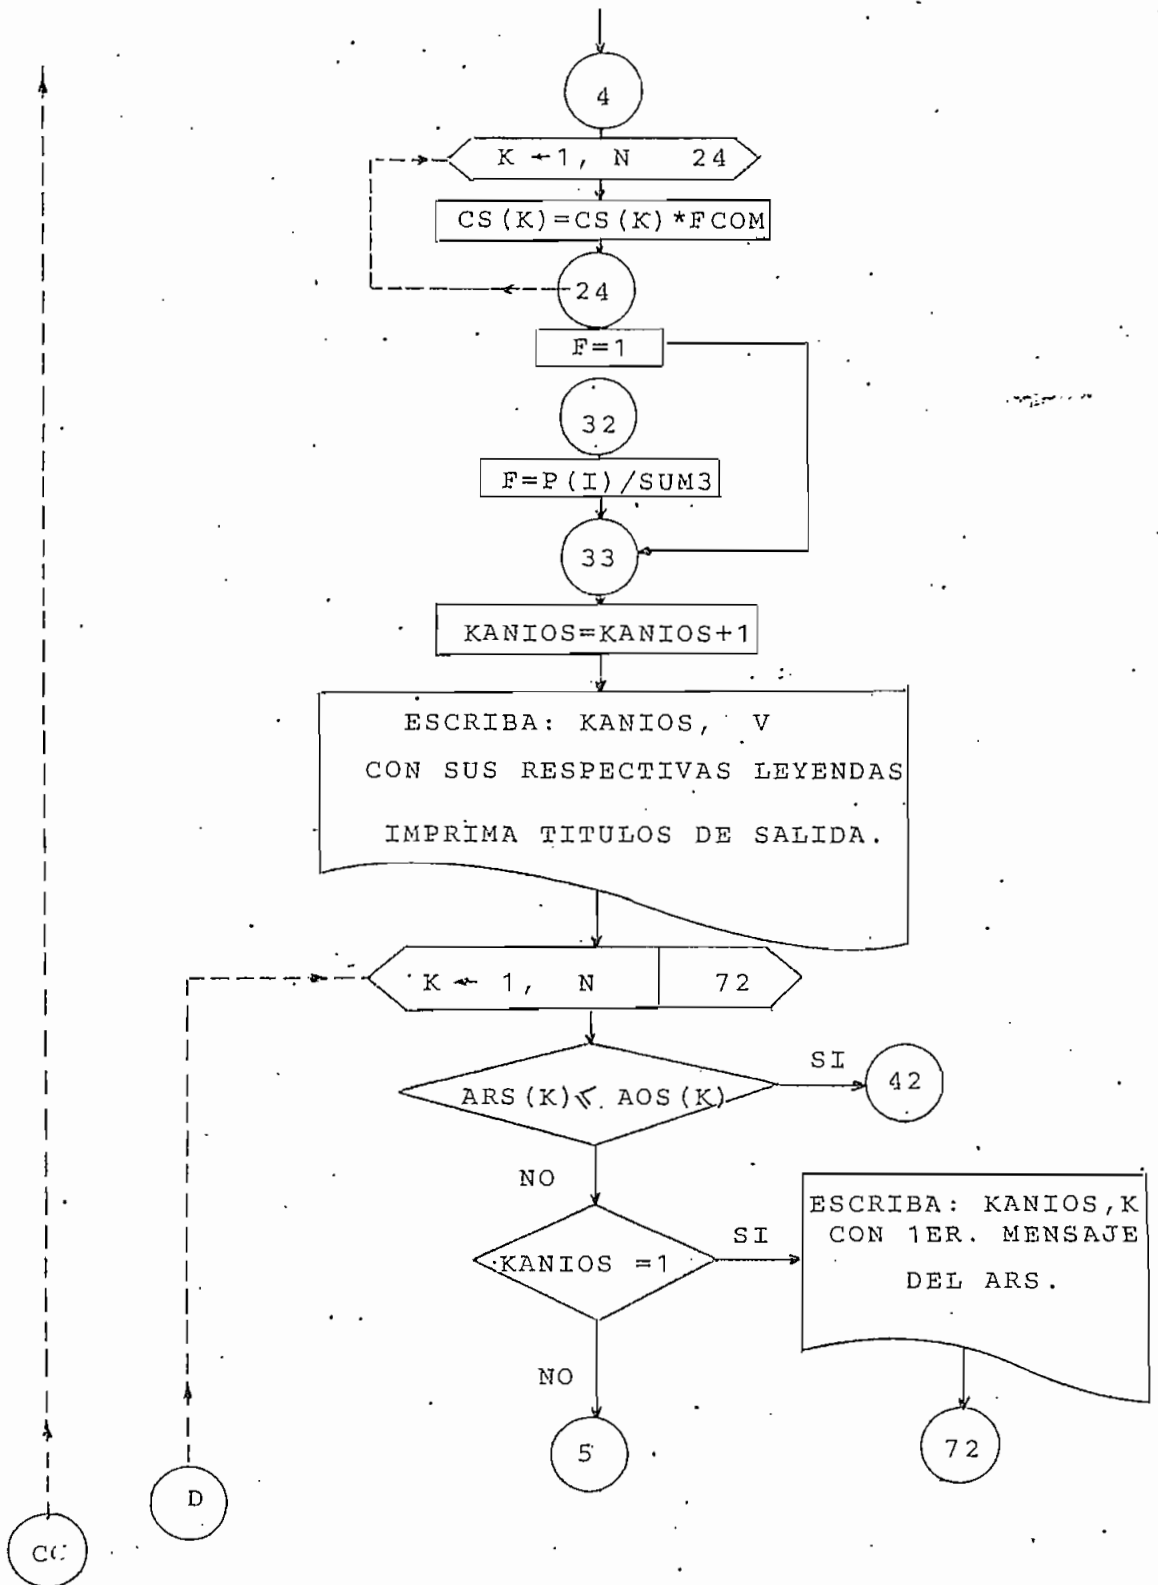 4
K ←1, N 24
CS(K)=CS(K)*FCOM
24
F=1
32
F=P(I)/SUM3
33
KANIOS=KANIOS+1
ESCRIBA: KANIOS, V
CON SUS RESPECTIVAS LEYENDAS
IMPRIMA TITULOS DE SALIDA.
K ← 1, N 72
ARS(K)≤ AOS(K)
SI
42
NO
KANIOS =1
SI
ESCRIBA: KANIOS,K
CON 1ER. MENSAJE
DEL ARS.
NO
5
72
D
CC